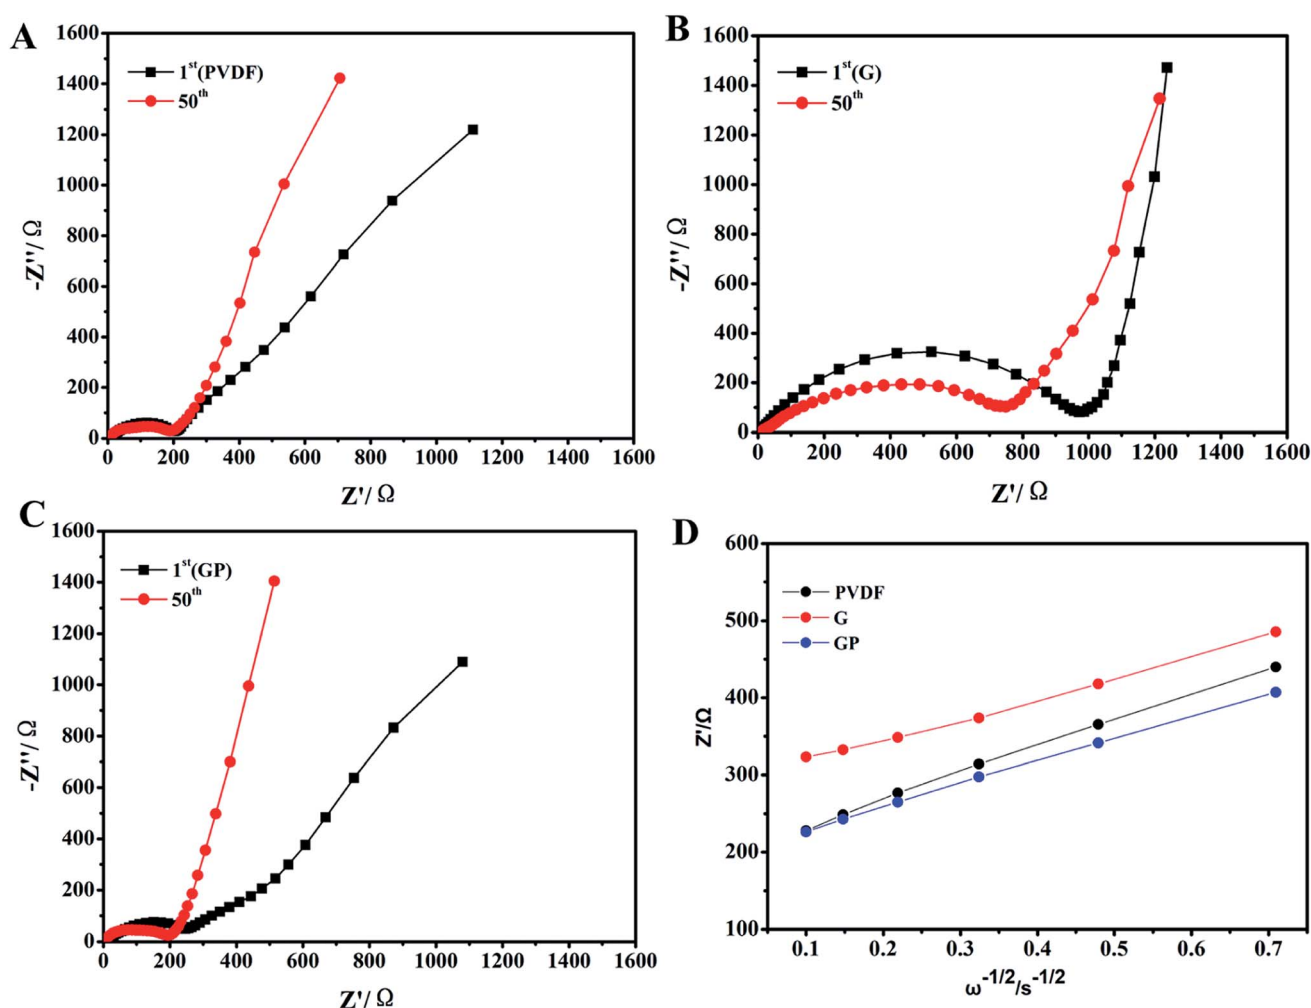 A
1600
1400
1200
1000
800
600
400
200
0
-Z''/ Ω
1st(PVDF)
50th
0 200 400 600 800 1000 1200 1400 1600
Z'/ Ω
B
1600
1400
1200
1000
800
600
400
200
0
-Z''/ Ω
1st(G)
50th
0 200 400 600 800 1000 1200 1400 1600
Z'/ Ω
C
1600
1400
1200
1000
800
600
400
200
0
-Z''/ Ω
1st(GP)
50th
0 200 400 600 800 1000 1200 1400 1600
Z'/ Ω
D
600
500
400
300
200
100
Z'/Ω
PVDF
G
GP
0.1 0.2 0.3 0.4 0.5 0.6 0.7
ω-1/2/s-1/2